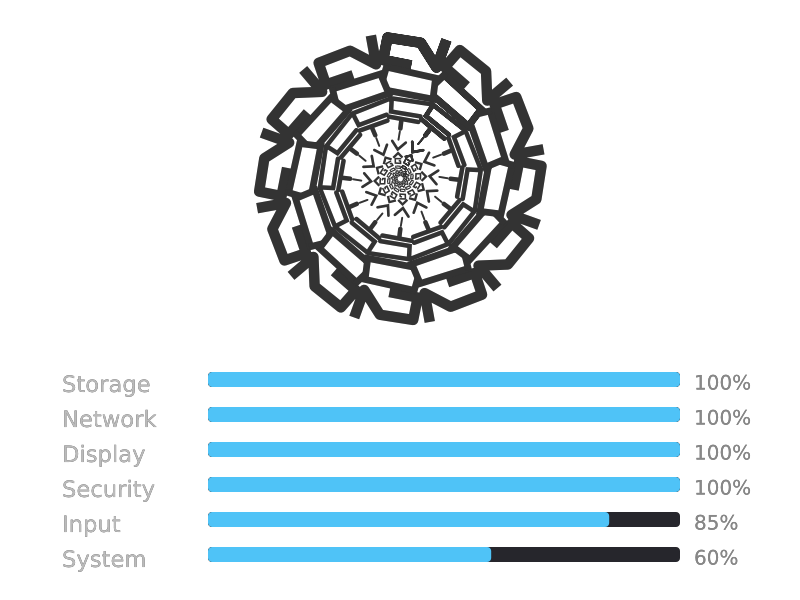 Storage 100%
Network 100%
Display 100%
Security 100%
Input 85%
System 60%